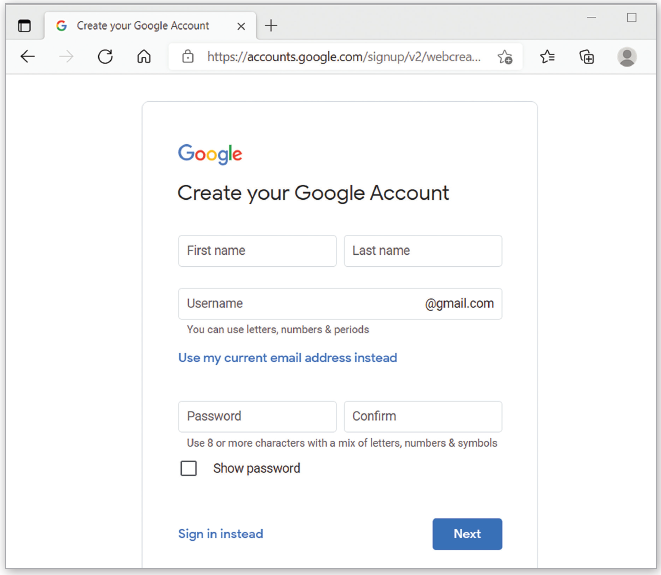 Create your Google Account
https://accounts.google.com/signup/v2/webcrea...
Google
Create your Google Account
First name Last name
Username @gmail.com
You can use letters, numbers & periods
Use my current email address instead
Password Confirm
Use 8 or more characters with a mix of letters, numbers & symbols
Show password
Sign in instead Next